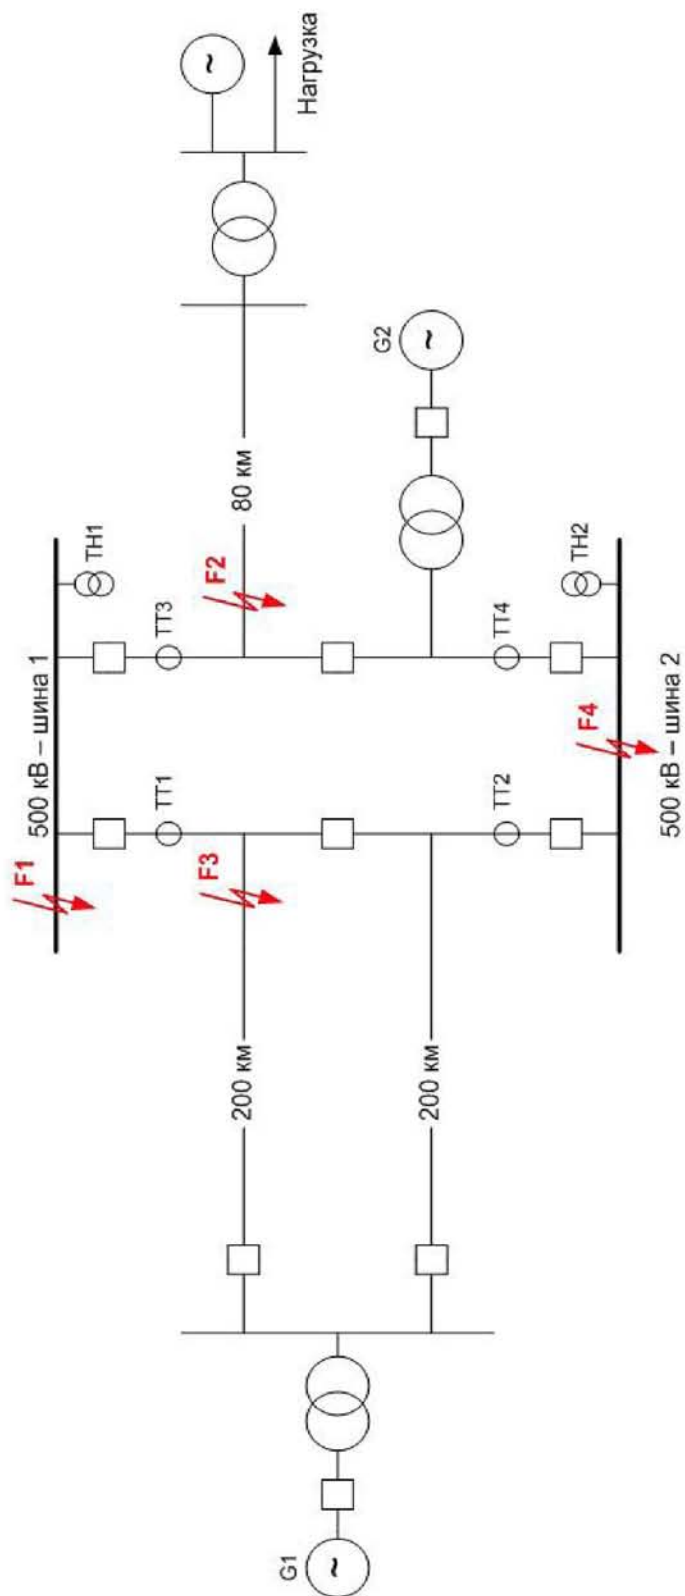 Нагрузка
80 км
G2
500 кВ – шина 1
ТН1
F1
F2
ТТ3
ТТ1
F3
ТТ4
ТТ2
ТН2
F4
500 кВ – шина 2
200 км
200 км
G1
~
~
~